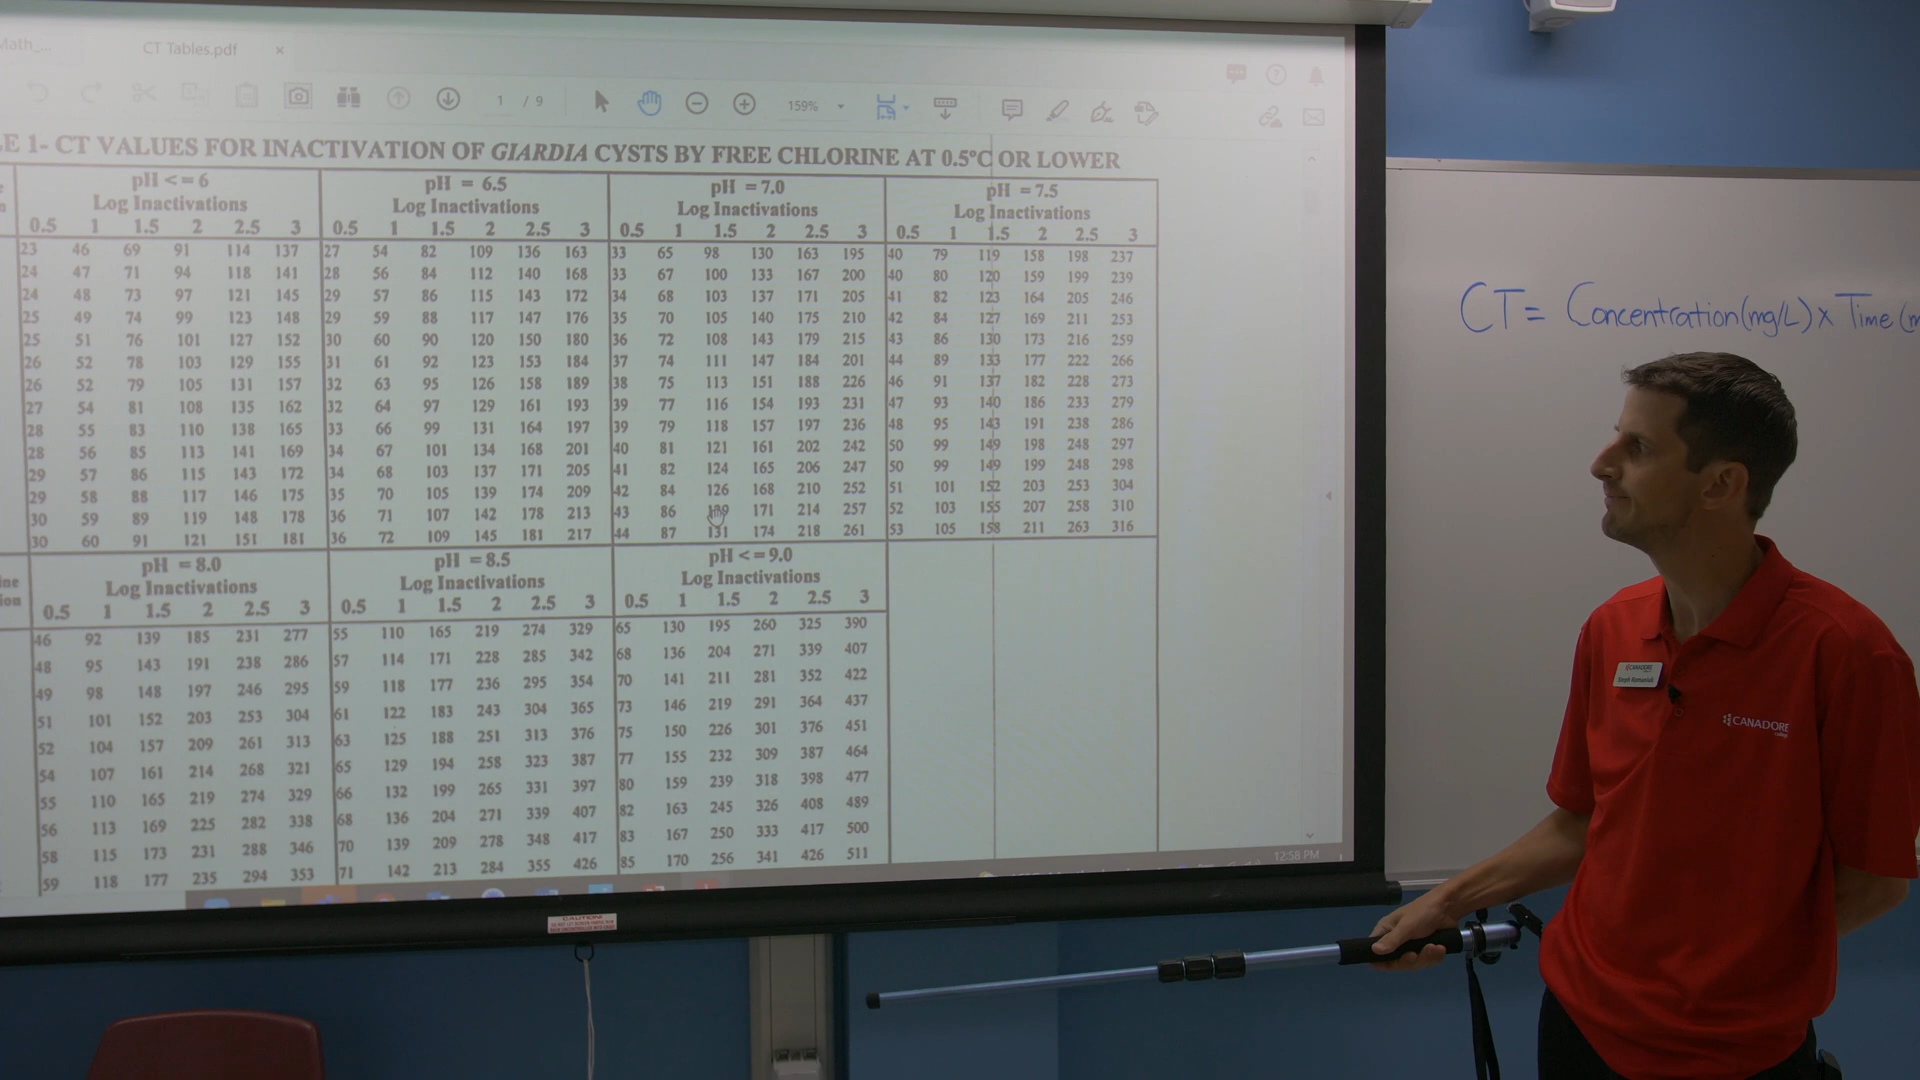 Math_...
CT Tables.pdf ×
1 / 9 159%
E 1- CT VALUES FOR INACTIVATION OF GIARDIA CYSTS BY FREE CHLORINE AT 0.5°C OR LOWER
pH <= 6 pH = 6.5 pH = 7.0 pH = 7.5
Log Inactivations Log Inactivations Log Inactivations Log Inactivations
0.5 1 1.5 2 2.5 3 0.5 1 1.5 2 2.5 3 0.5 1 1.5 2 2.5 3 0.5 1 1.5 2 2.5 3
23 46 69 91 114 137 27 54 82 109 136 163 33 65 98 130 163 195 40 79 119 158 198 237
24 47 71 94 118 141 28 56 84 112 140 168 33 67 100 133 167 200 40 80 120 159 199 239
24 48 73 97 121 145 29 57 86 115 143 172 34 68 103 137 171 205 41 82 123 164 205 246
25 49 74 99 123 148 29 59 88 117 147 176 35 70 105 140 175 210 42 84 127 169 211 253
25 51 76 101 127 152 30 60 90 120 150 180 36 72 108 143 179 215 43 86 130 173 216 259
26 52 78 103 129 155 31 61 92 123 153 184 37 74 111 147 184 201 44 89 133 177 222 266
26 52 79 105 131 157 32 63 95 126 158 189 38 75 113 151 188 226 46 91 137 182 228 273
27 54 81 108 135 162 32 64 97 129 161 193 39 77 116 154 193 231 47 93 140 186 233 279
28 55 83 110 138 165 33 66 99 131 164 197 39 79 118 157 197 236 48 95 143 191 238 286
28 56 85 113 141 169 34 67 101 134 168 201 40 81 121 161 202 242 50 99 149 198 248 297
29 57 86 115 143 172 34 68 103 137 171 205 41 82 124 165 206 247 50 99 149 199 248 298
29 58 88 117 146 175 35 70 105 139 174 209 42 84 126 168 210 252 51 101 152 203 253 304
30 59 89 119 148 178 36 71 107 142 178 213 43 86 129 171 214 257 52 103 155 207 258 310
30 60 91 121 151 181 36 72 109 145 181 217 44 87 131 174 218 261 53 105 158 211 263 316
pH = 8.0 pH = 8.5 pH <= 9.0
Log Inactivations Log Inactivations Log Inactivations
0.5 1 1.5 2 2.5 3 0.5 1 1.5 2 2.5 3 0.5 1 1.5 2 2.5 3
46 92 139 185 231 277 55 110 165 219 274 329 65 130 195 260 325 390
48 95 143 191 238 286 57 114 171 228 285 342 68 136 204 271 339 407
49 98 148 197 246 295 59 118 177 236 295 354 70 141 211 281 352 422
51 101 152 203 253 304 61 122 183 243 304 365 73 146 219 291 364 437
52 104 157 209 261 313 63 125 188 251 313 376 75 150 226 301 376 451
54 107 161 214 268 321 65 129 194 258 323 387 77 155 232 309 387 464
55 110 165 219 274 329 66 132 199 265 331 397 80 159 239 318 398 477
56 113 169 225 282 338 68 136 204 271 339 407 82 163 245 326 408 489
58 115 173 231 288 346 70 139 209 278 348 417 83 167 250 333 417 500
59 118 177 235 294 353 71 142 213 284 355 426 85 170 256 341 426 511
12:58 PM
CAUTION
CT = Concentration(mg/L) x Time (m
CANADORE
CANADORE
college